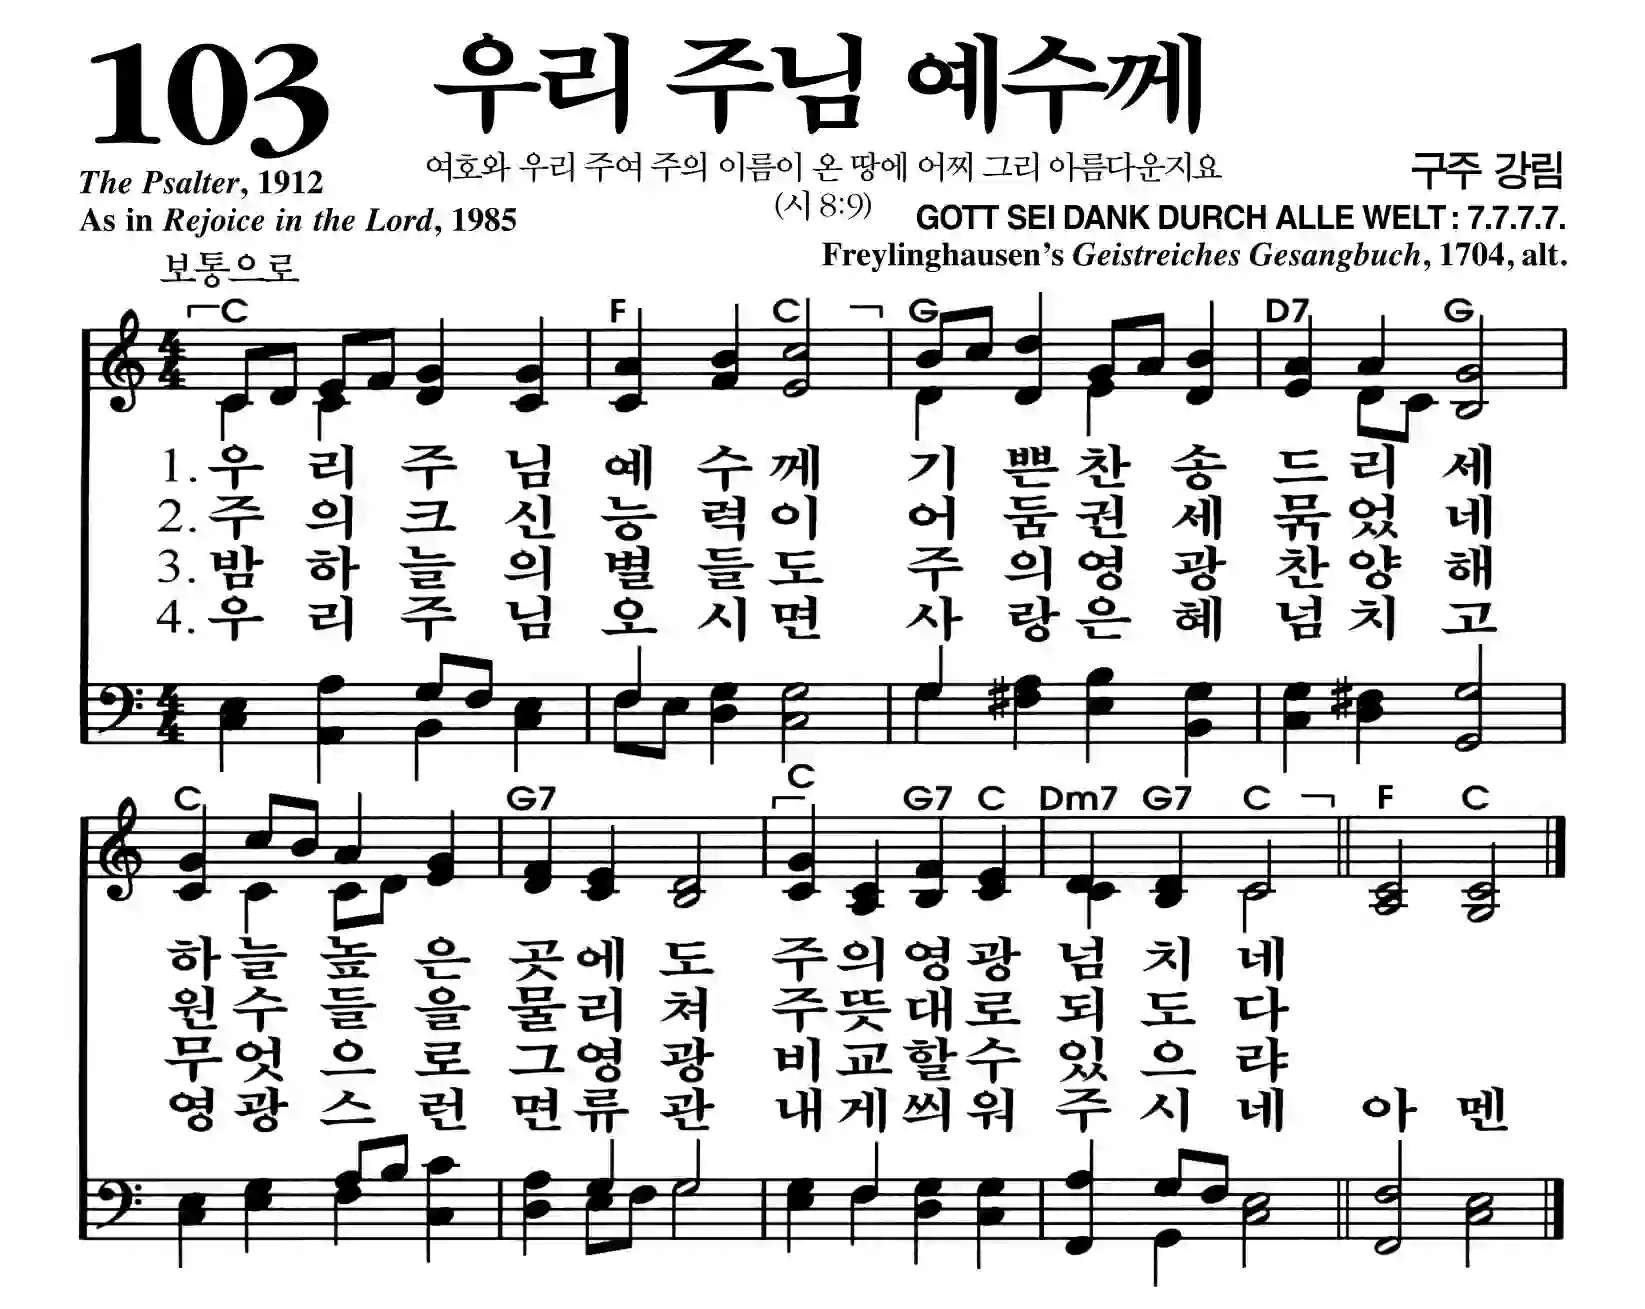 103 우리 주님 예수께
여호와 우리 주여 주의 이름이 온 땅에 어찌 그리 아름다운지요
(시 8:9)
구주 강림
The Psalter, 1912
As in Rejoice in the Lord, 1985
GOTT SEI DANK DURCH ALLE WELT : 7.7.7.7.
Freylinghausen's Geistreiches Gesangbuch, 1704, alt.
보통으로
C F C G D7 G
1. 우 리 주 님 예 수 께 기 쁜 찬 송 드 리 세
2. 주 의 크 신 능 력 이 어 둠 권 세 묶 었 네
3. 밤 하 늘 의 별 들 도 주 의 영 광 찬 양 해
4. 우 리 주 님 오 시 면 사 랑 은 혜 넘 치 고
C G7 C G7 C Dm7 G7 C F C
하 늘 높 은 곳 에 도 주 의 영 광 넘 치 네
원 수 들 을 물 리 쳐 주 뜻 대 로 되 도 다
무 엇 으 로 그 영 광 비 교 할 수 있 으 랴
영 광 스 런 면 류 관 내 게 씌 워 주 시 네 아 멘